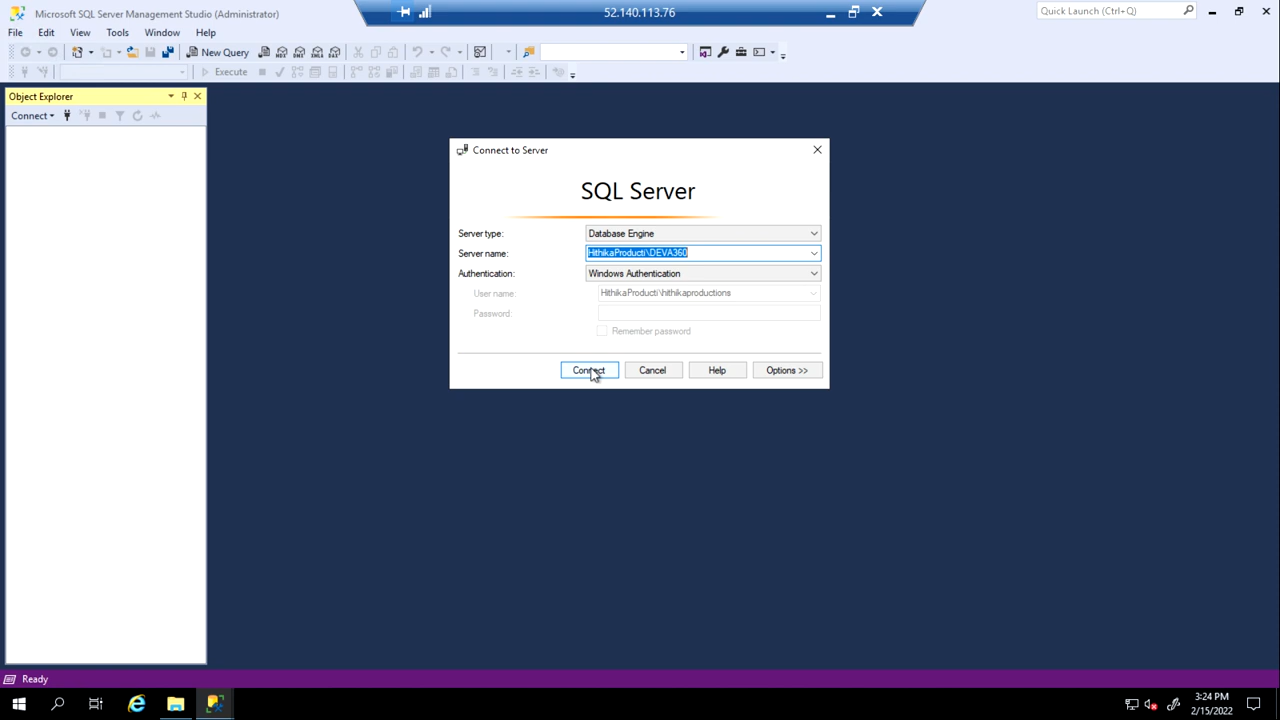 Microsoft SQL Server Management Studio (Administrator)
52.140.113.76
Quick Launch (Ctrl+Q)
File Edit View Tools Window Help
New Query
Execute
Object Explorer
Connect
Connect to Server
SQL Server
Server type: Database Engine
Server name: HithikaProducti\DEVA360
Authentication: Windows Authentication
User name: HithikaProducti\hithikaproductions
Password:
Remember password
Connect Cancel Help Options >>
Ready
3:24 PM
2/15/2022